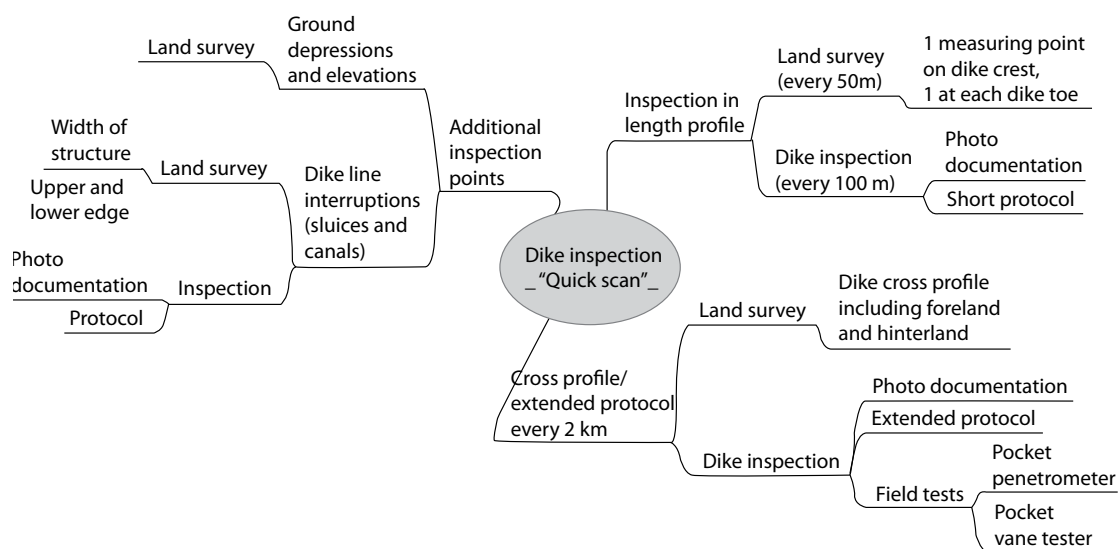 Land survey
Ground
depressions
and elevations
Width of
structure
Upper and
lower edge
Land survey
Photo
documentation
Protocol
Inspection
Dike line
interruptions
(sluices and
canals)
Additional
inspection
points
Dike inspection
_“Quick scan”_
Inspection in
length profile
Land survey
(every 50m)
1 measuring point
on dike crest,
1 at each dike toe
Dike inspection
(every 100 m)
Photo
documentation
Short protocol
Cross profile/
extended protocol
every 2 km
Land survey
Dike cross profile
including foreland
and hinterland
Dike inspection
Photo documentation
Extended protocol
Field tests
Pocket
penetrometer
Pocket
vane tester